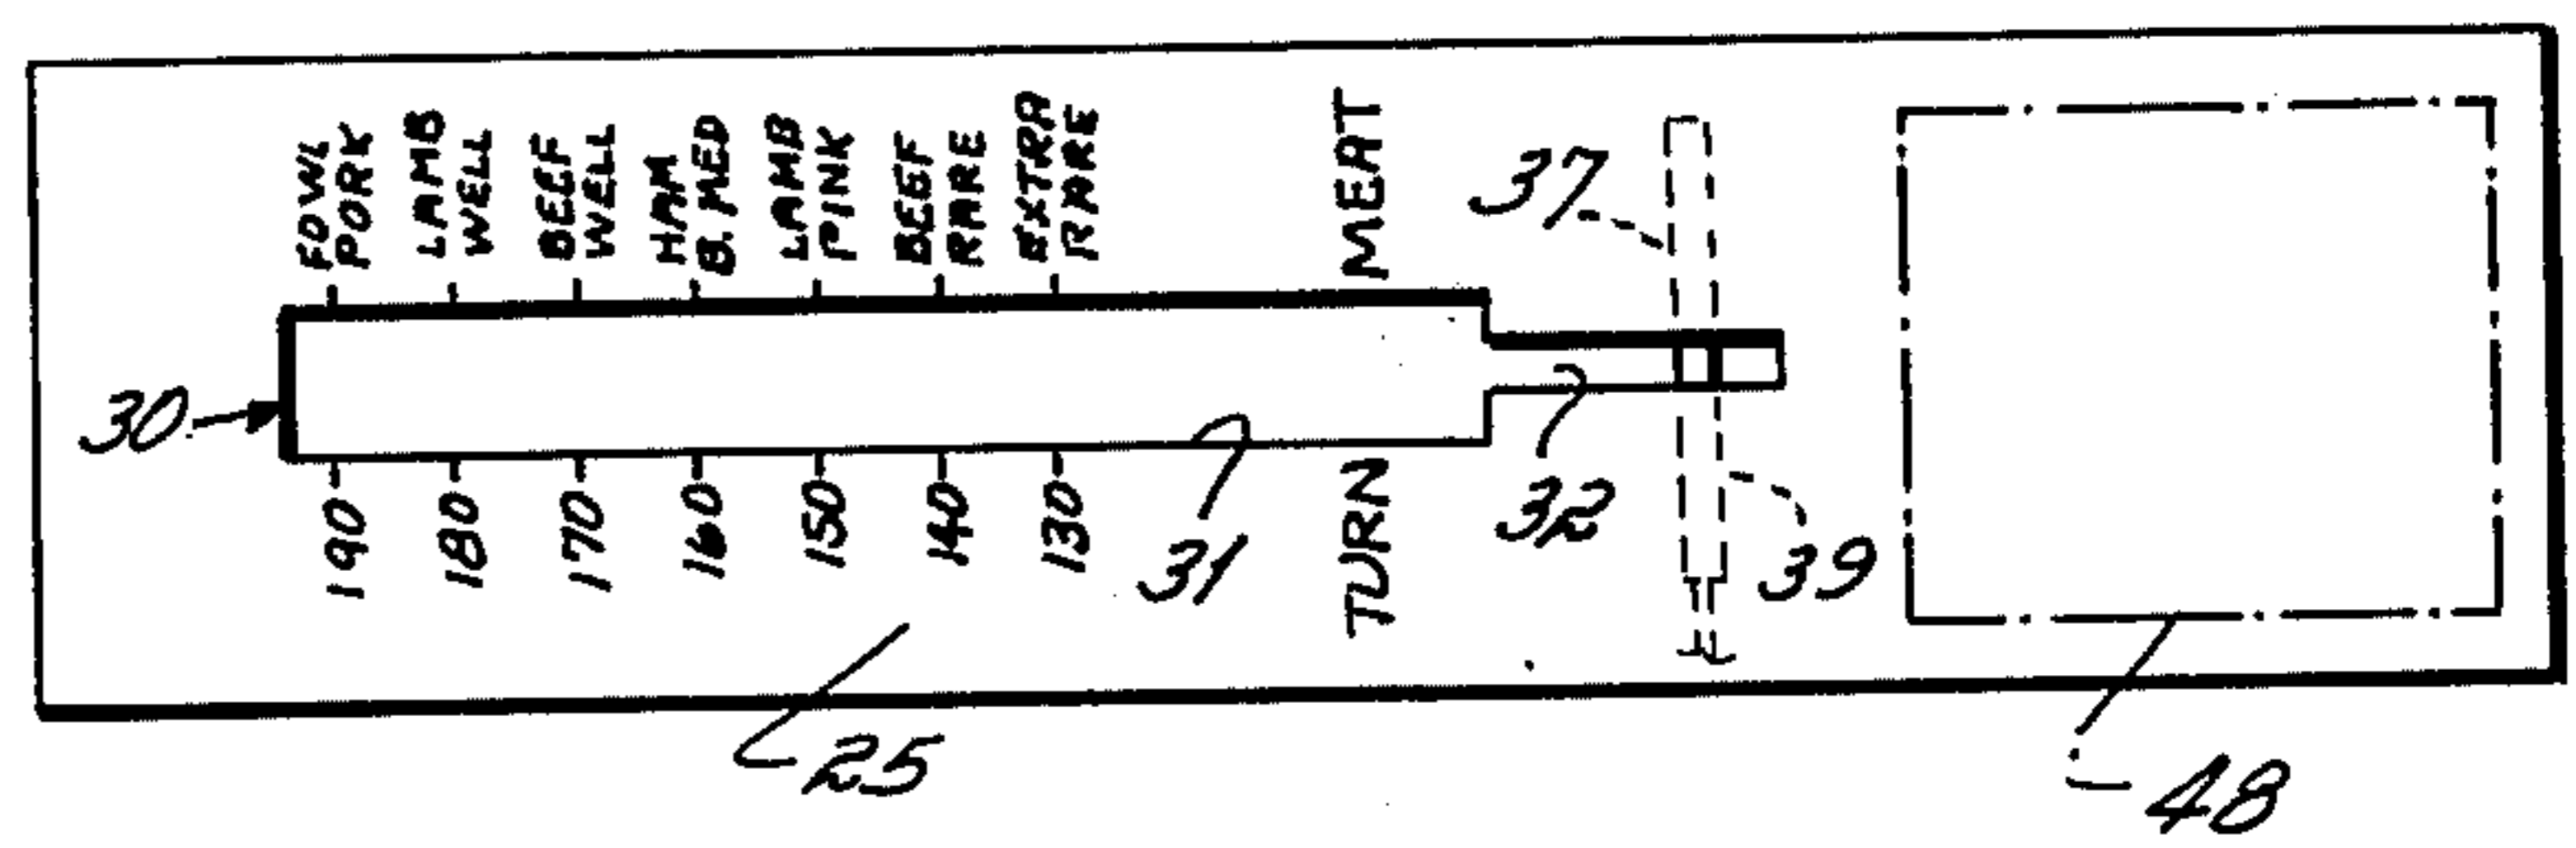 FOWL
PORK
LAMB
WELL
BEEF
WELL
HAM
B. MED
LAMB
PINK
BEEF
RARE
EXTRA
RARE
MEAT
37
30
190
180
170
160
150
140
130
31
TURN
32
39
25
48